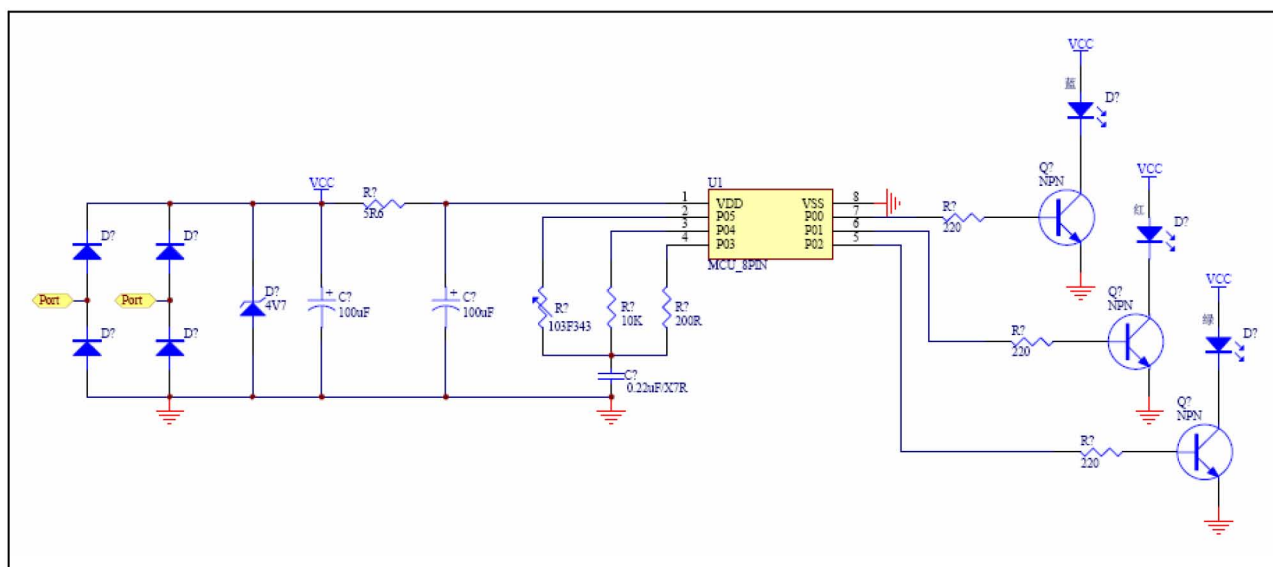 VCC
蓝
D?
Q?
NPN
VCC
红
D?
VCC
R?
5R6
U1
1
VDD
VSS
8
2
P05
P00
7
3
P04
P01
6
4
P03
P02
5
MCU_8PIN
R?
220
D?
D?
Port
Port
D?
D?
D?
4V7
C?
100uF
C?
100uF
R?
103F343
R?
10K
R?
200R
C?
0.22uF/X7R
Q?
NPN
R?
220
VCC
绿
D?
Q?
NPN
R?
220